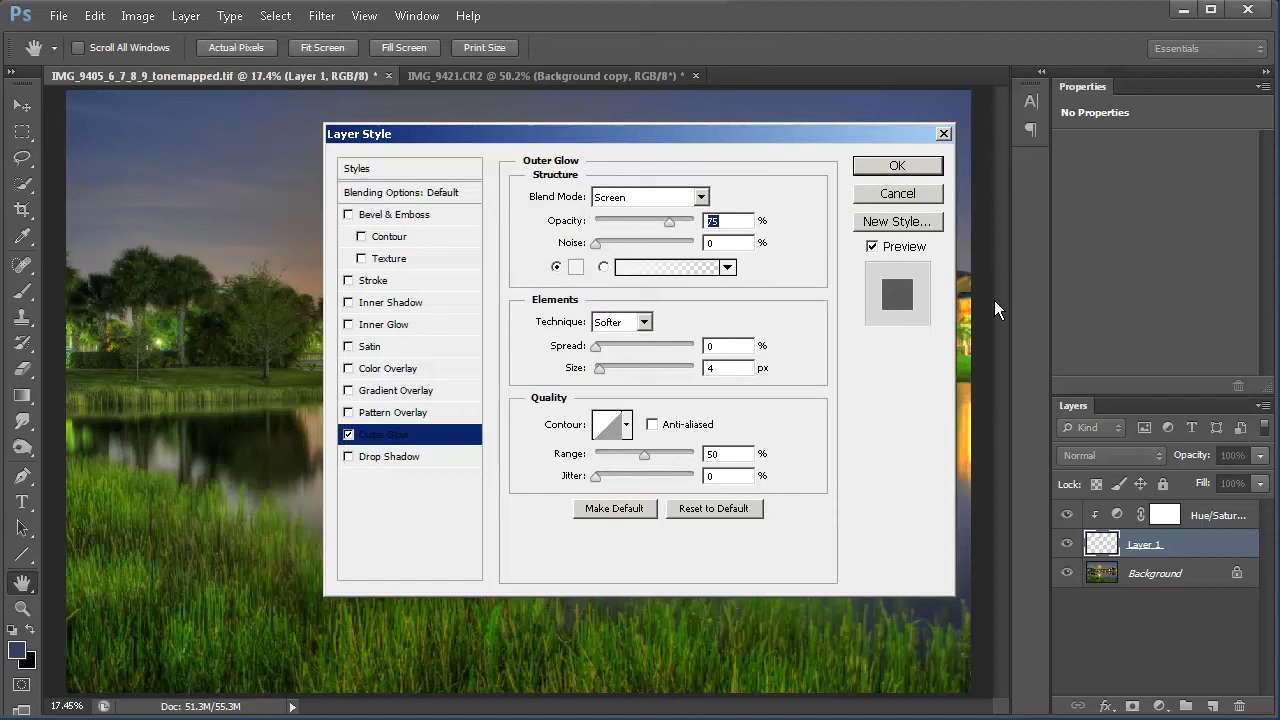 Ps File Edit Image Layer Type Select Filter View Window Help
Scroll All Windows Actual Pixels Fit Screen Fill Screen Print Size Essentials
IMG_9405_6_7_8_9_tonemapped.tif @ 17.4% (Layer 1, RGB/8) * IMG_9421.CR2 @ 50.2% (Background copy, RGB/8*) *
Properties
No Properties
Layer Style
Styles
Blending Options: Default
Bevel & Emboss
Contour
Texture
Stroke
Inner Shadow
Inner Glow
Satin
Color Overlay
Gradient Overlay
Pattern Overlay
Outer Glow
Drop Shadow
Outer Glow
Structure
Blend Mode: Screen
Opacity: 75 %
Noise: 0 %
Elements
Technique: Softer
Spread: 0 %
Size: 4 px
Quality
Contour: Anti-aliased
Range: 50 %
Jitter: 0 %
Make Default Reset to Default
OK
Cancel
New Style...
Preview
A
T
Layers
Kind
Normal Opacity: 100%
Lock: Fill: 100%
Hue/Satur...
Layer 1
Background
fx
17.45% Doc: 51.3M/55.3M